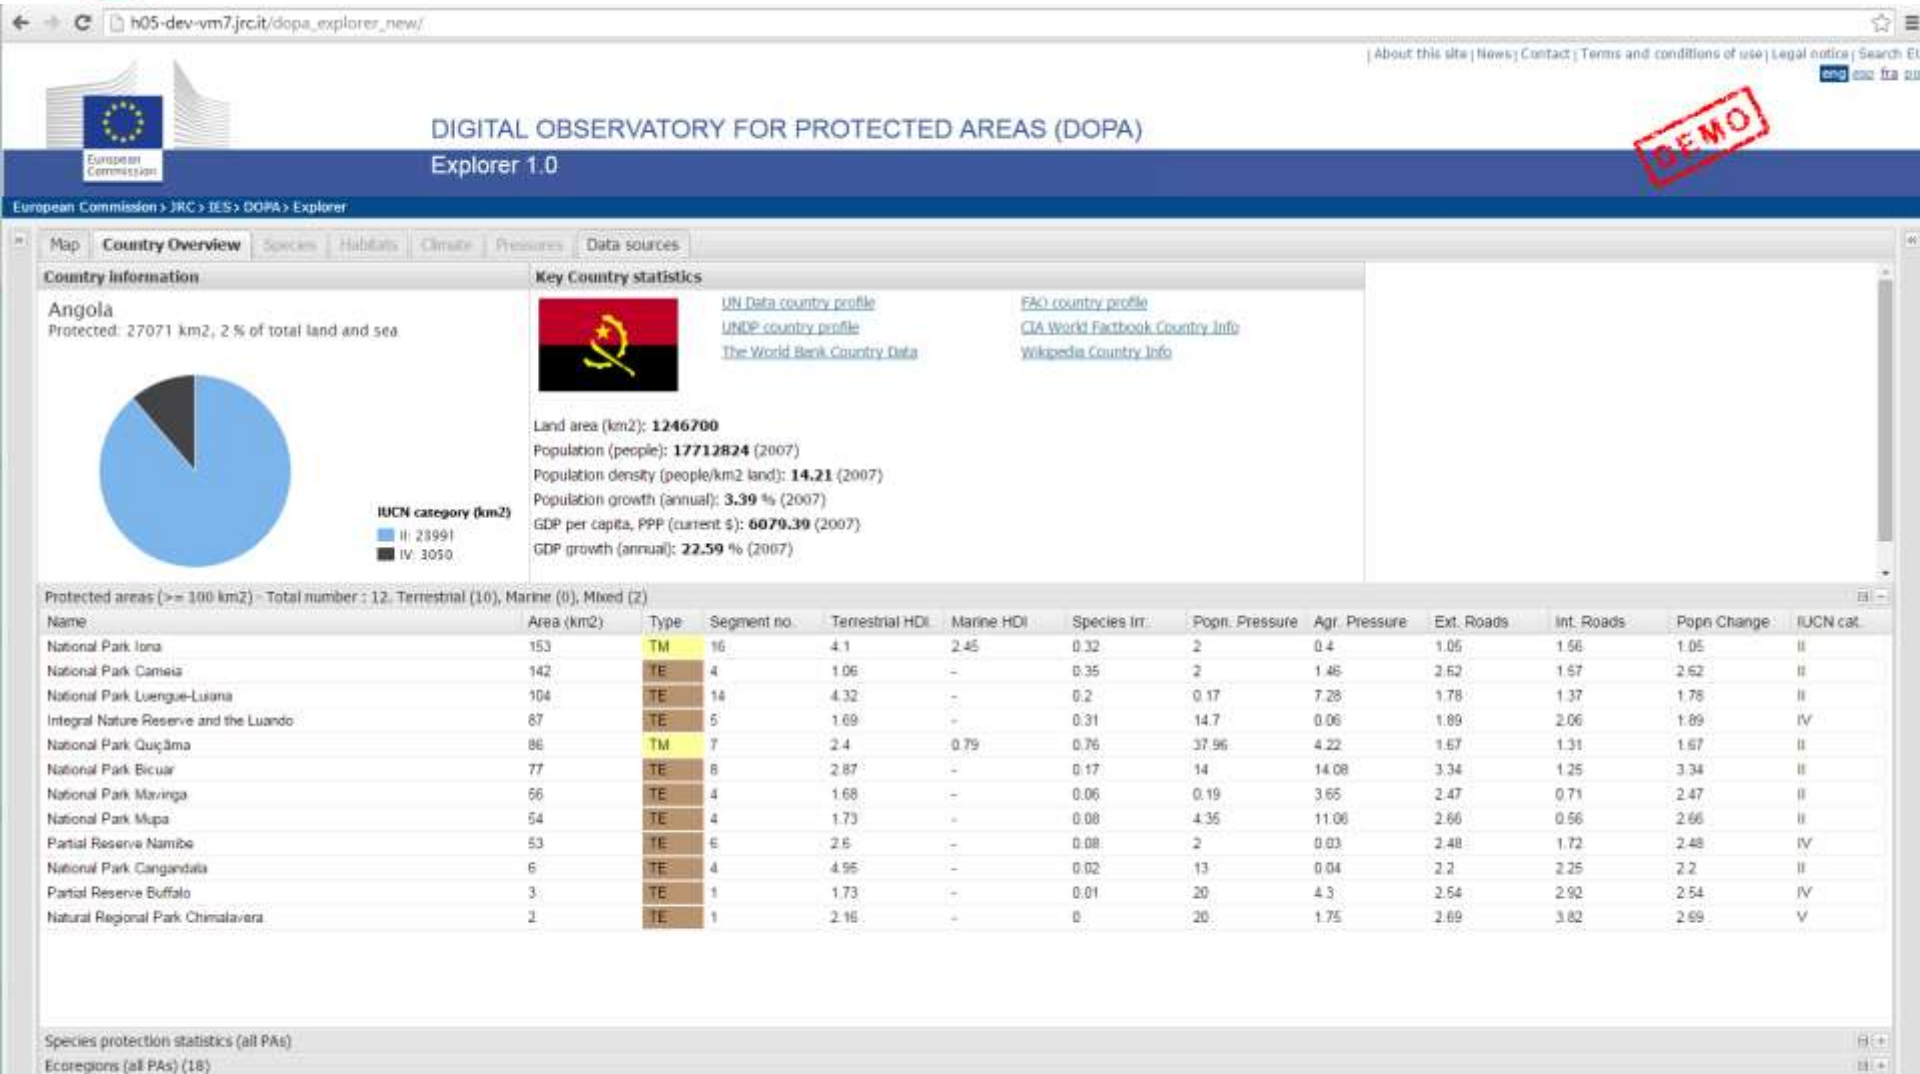 h05-dev-vm7.jrc.it/dopa_explorer_new/
| About this site | News | Contact | Terms and conditions of use | Legal notice | Search
eng esp fra
DIGITAL OBSERVATORY FOR PROTECTED AREAS (DOPA)
DEMO
European
Commission
Explorer 1.0
European Commission > JRC > IES > DOPA > Explorer
Map Country Overview Species Habitats Climate Pressures Data sources
Country information Key Country statistics
Angola
Protected: 27071 km2, 2 % of total land and sea
UN Data country profile FAO country profile
UNDP country profile CIA World Factbook Country Info
The World Bank Country Data Wikipedia Country Info
Land area (km2): 1246700
Population (people): 17712824 (2007)
Population density (people/km2 land): 14.21 (2007)
Population growth (annual): 3.39 % (2007)
GDP per capita, PPP (current $): 6079.39 (2007)
GDP growth (annual): 22.59 % (2007)
IUCN category (km2)
II: 23991
IV: 3050
Protected areas (>= 100 km2) - Total number : 12. Terrestrial (10), Marine (0), Mixed (2)
Name Area (km2) Type Segment no. Terrestrial HDI Marine HDI Species Irr. Popn. Pressure Agr. Pressure Ext. Roads Int. Roads Popn Change IUCN cat.
National Park Iona 153 TM 16 4.1 2.45 0.32 2 0.4 1.05 1.56 1.05 II
National Park Cameia 142 TE 4 1.06 - 0.35 2 1.46 2.62 1.57 2.62 II
National Park Luengue-Luiana 104 TE 14 4.32 - 0.2 0.17 7.28 1.78 1.37 1.78 II
Integral Nature Reserve and the Luando 87 TE 5 1.69 - 0.31 14.7 0.06 1.89 2.06 1.89 IV
National Park Quiçâma 86 TM 7 2.4 0.79 0.76 37.96 4.22 1.67 1.31 1.67 II
National Park Bicuar 77 TE 8 2.87 - 0.17 14 14.08 3.34 1.25 3.34 II
National Park Mavinga 56 TE 4 1.68 - 0.06 0.19 3.65 2.47 0.71 2.47 II
National Park Mupa 54 TE 4 1.73 - 0.08 4.35 11.06 2.66 0.56 2.66 II
Partial Reserve Namibe 53 TE 6 2.6 - 0.08 2 0.03 2.48 1.72 2.48 IV
National Park Cangandala 6 TE 4 4.95 - 0.02 13 0.04 2.2 2.25 2.2 II
Partial Reserve Buffalo 3 TE 1 1.73 - 0.01 20 4.3 2.54 2.92 2.54 IV
Natural Regional Park Chimalavera 2 TE 1 2.16 - 0 20 1.75 2.69 3.82 2.69 V
Species protection statistics (all PAs)
Ecoregions (all PAs) (18)